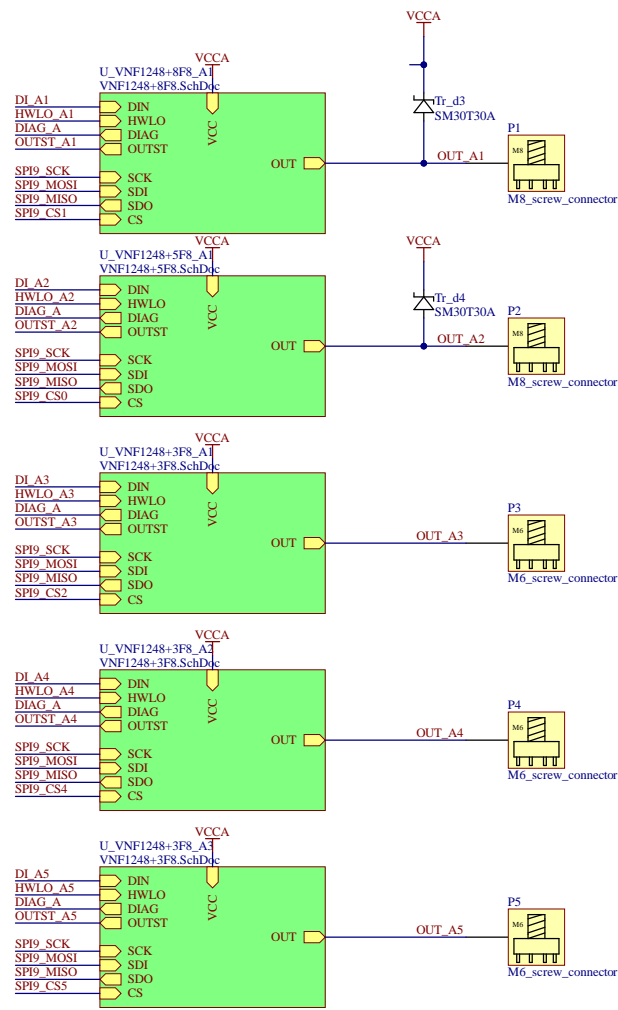 VCCA
VCCA
U_VNF1248+8F8_A1
VNF1248+8F8.SchDoc
DI_A1
HWLO_A1
DIAG_A
OUTST_A1
SPI9_SCK
SPI9_MOSI
SPI9_MISO
SPI9_CS1
DIN
HWLO
DIAG
OUTST
SCK
SDI
SDO
CS
VCC
OUT
Tr_d3
SM30T30A
OUT_A1
P1
M8
M8_screw_connector
VCCA
VCCA
U_VNF1248+5F8_A1
VNF1248+5F8.SchDoc
DI_A2
HWLO_A2
DIAG_A
OUTST_A2
SPI9_SCK
SPI9_MOSI
SPI9_MISO
SPI9_CS0
DIN
HWLO
DIAG
OUTST
SCK
SDI
SDO
CS
VCC
OUT
Tr_d4
SM30T30A
OUT_A2
P2
M8
M8_screw_connector
VCCA
U_VNF1248+3F8_A1
VNF1248+3F8.SchDoc
DI_A3
HWLO_A3
DIAG_A
OUTST_A3
SPI9_SCK
SPI9_MOSI
SPI9_MISO
SPI9_CS2
DIN
HWLO
DIAG
OUTST
SCK
SDI
SDO
CS
VCC
OUT
OUT_A3
P3
M6
M6_screw_connector
VCCA
U_VNF1248+3F8_A2
VNF1248+3F8.SchDoc
DI_A4
HWLO_A4
DIAG_A
OUTST_A4
SPI9_SCK
SPI9_MOSI
SPI9_MISO
SPI9_CS4
DIN
HWLO
DIAG
OUTST
SCK
SDI
SDO
CS
VCC
OUT
OUT_A4
P4
M6
M6_screw_connector
VCCA
U_VNF1248+3F8_A3
VNF1248+3F8.SchDoc
DI_A5
HWLO_A5
DIAG_A
OUTST_A5
SPI9_SCK
SPI9_MOSI
SPI9_MISO
SPI9_CS5
DIN
HWLO
DIAG
OUTST
SCK
SDI
SDO
CS
VCC
OUT
OUT_A5
P5
M6
M6_screw_connector